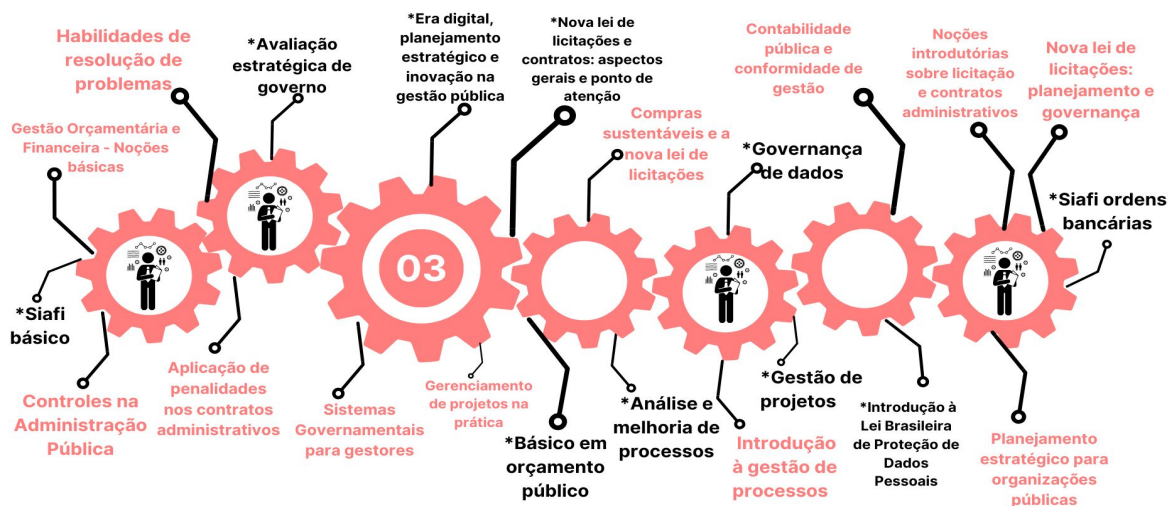 Habilidades de
resolução de
problemas
*Avaliação
estratégica de
governo
*Era digital,
planejamento
estratégico e
inovação na
gestão pública
*Nova lei de
licitações e
contratos: aspectos
gerais e ponto de
atenção
Compras
sustentáveis e a
nova lei de
licitações
Contabilidade
pública e
conformidade de
gestão
Noções
introdutórias
sobre licitação
e contratos
administrativos
Nova lei de
licitações:
planejamento e
governança
Gestão Orçamentária e
Financeira - Noções
básicas
*Governança
de dados
*Siafi ordens
bancárias
03
*Siafi
básico
Controles na
Administração
Pública
Aplicação de
penalidades
nos contratos
administrativos
Sistemas
Governamentais
para gestores
Gerenciamento
de projetos na
prática
*Básico em
orçamento
público
*Análise e
melhoria de
processos
*Gestão de
projetos
Introdução
à gestão de
processos
*Introdução à
Lei Brasileira
de Proteção de
Dados
Pessoais
Planejamento
estratégico para
organizações
públicas